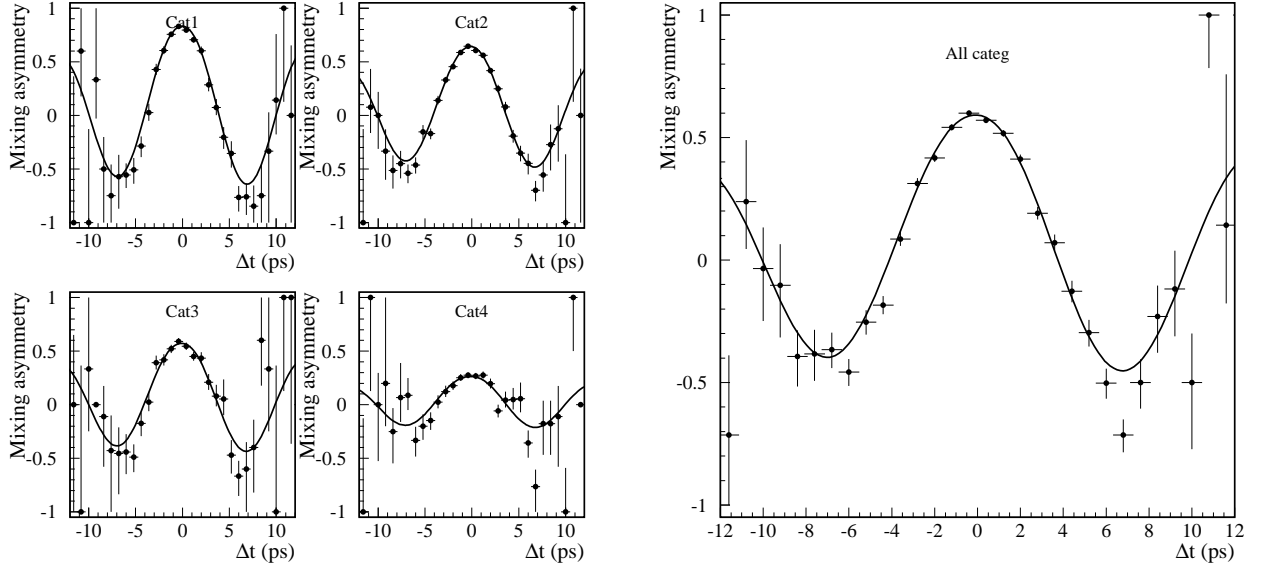 Mixing asymmetry
Cat1
1
0.5
0
-0.5
-1
-10 -5 0 5 10
Δt (ps)
Mixing asymmetry
Cat2
1
0.5
0
-0.5
-1
-10 -5 0 5 10
Δt (ps)
Mixing asymmetry
Cat3
1
0.5
0
-0.5
-1
-10 -5 0 5 10
Δt (ps)
Mixing asymmetry
Cat4
1
0.5
0
-0.5
-1
-10 -5 0 5 10
Δt (ps)
Mixing asymmetry
All categ
1
0.5
0
-0.5
-1
-12 -10 -8 -6 -4 -2 0 2 4 6 8 10 12
Δt (ps)